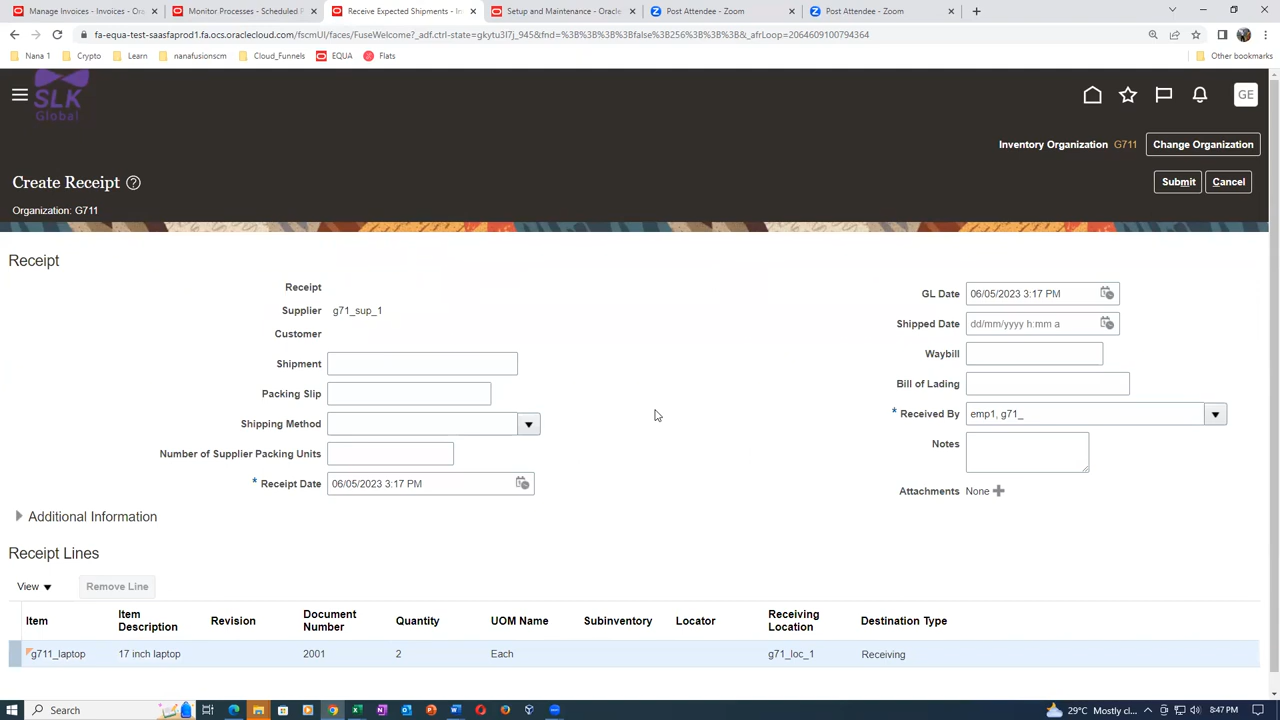 Manage Invoices - Invoices - Ora
Monitor Processes - Scheduled P
Receive Expected Shipments - In
Setup and Maintenance - Oracle
Post Attendee - Zoom
Post Attendee - Zoom
fa-equa-test-saasfaprod1.fa.ocs.oraclecloud.com/fscmUI/faces/FuseWelcome?_adf.ctrl-state=gkytu3l7j_945&fnd=%3B%3B%3B%3Bfalse%3B256%3B%3B%3B&_afrLoop=2064609100794364
Nana 1
Crypto
Learn
nanafusionscm
Cloud_Funnels
EQUA
Flats
Other bookmarks
SLK
Global
GE
Inventory Organization G711
Change Organization
Create Receipt
Submit
Cancel
Organization: G711
Receipt
Receipt
Supplier g71_sup_1
Customer
Shipment
Packing Slip
Shipping Method
Number of Supplier Packing Units
* Receipt Date 06/05/2023 3:17 PM
GL Date 06/05/2023 3:17 PM
Shipped Date dd/mm/yyyy h:mm a
Waybill
Bill of Lading
* Received By emp1, g71_
Notes
Attachments None
Additional Information
Receipt Lines
View
Remove Line
Item
Item Description
Revision
Document Number
Quantity
UOM Name
Subinventory
Locator
Receiving Location
Destination Type
g711_laptop 17 inch laptop 2001 2 Each g71_loc_1 Receiving
Search
29°C Mostly cl...
8:47 PM